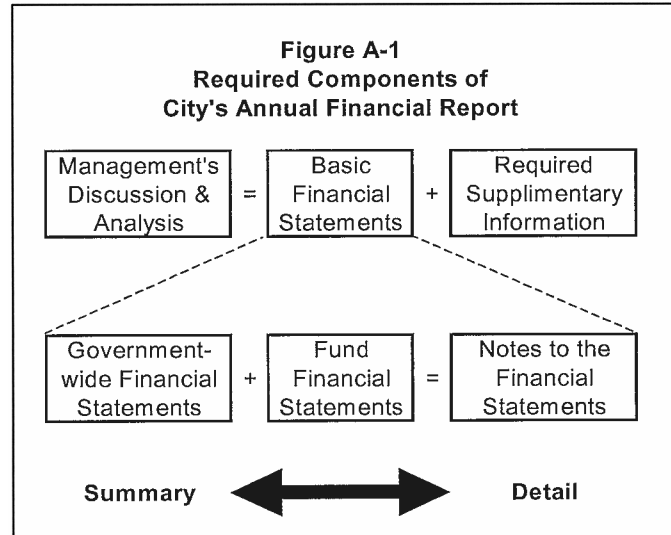 Figure A-1
Required Components of
City's Annual Financial Report
Management's
Discussion &
Analysis
=
Basic
Financial
Statements
+
Required
Supplimentary
Information
Government-
wide Financial
Statements
+
Fund
Financial
Statements
=
Notes to the
Financial
Statements
Summary
Detail